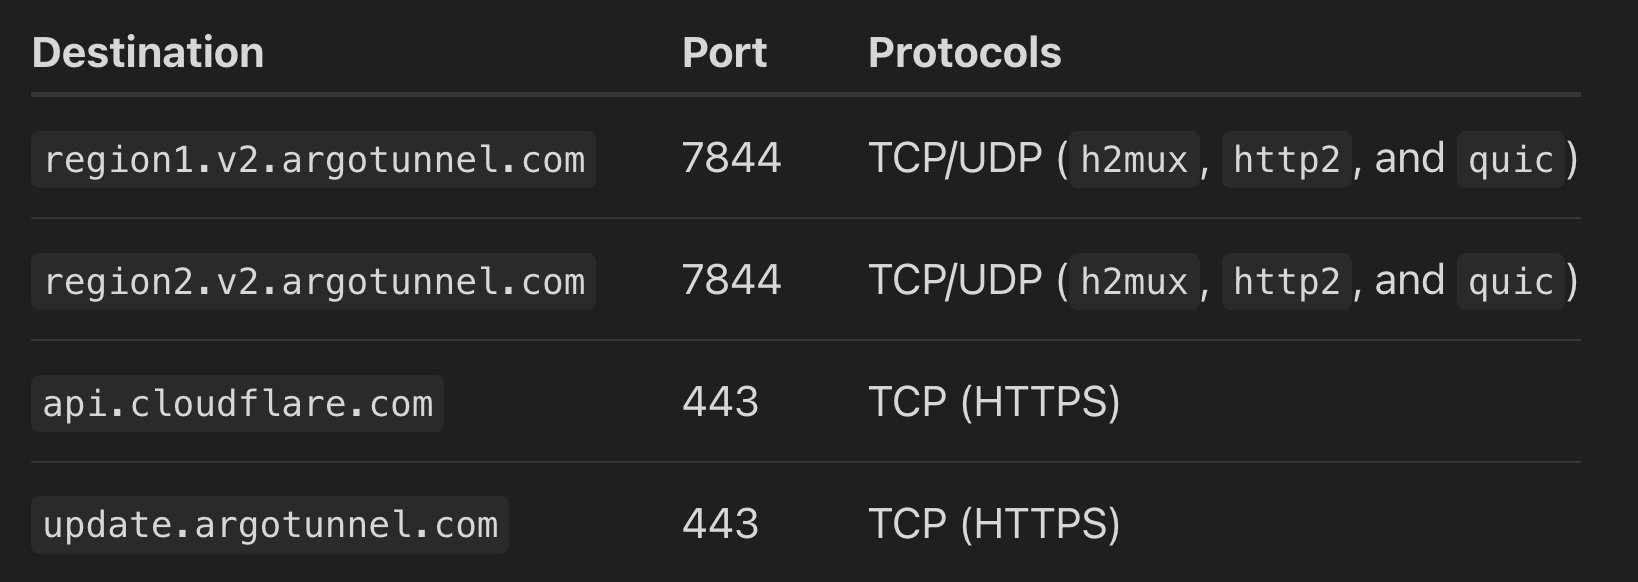 Destination Port Protocols
region1.v2.argotunnel.com 7844 TCP/UDP (h2mux, http2, and quic)
region2.v2.argotunnel.com 7844 TCP/UDP (h2mux, http2, and quic)
api.cloudflare.com 443 TCP (HTTPS)
update.argotunnel.com 443 TCP (HTTPS)